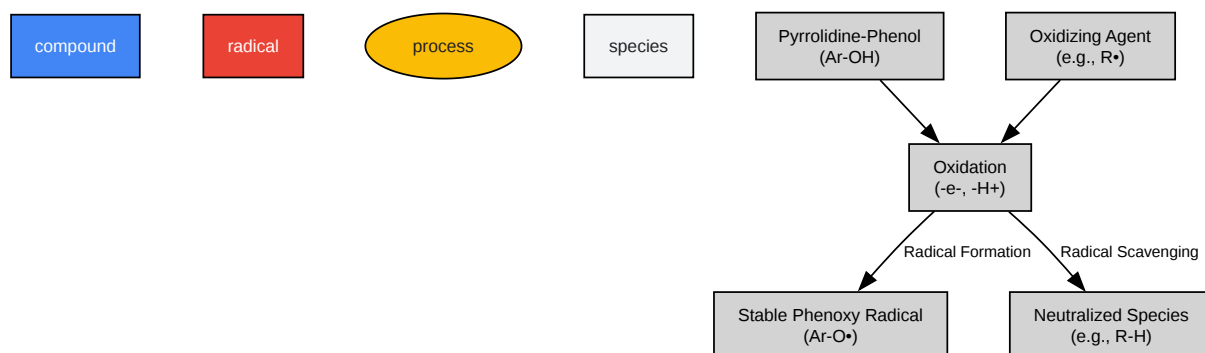 compound
radical
process
species
Pyrrolidine-Phenol
(Ar-OH)
Oxidizing Agent
(e.g., R•)
Oxidation
(-e-, -H+)
Radical Formation
Radical Scavenging
Stable Phenoxy Radical
(Ar-O•)
Neutralized Species
(e.g., R-H)